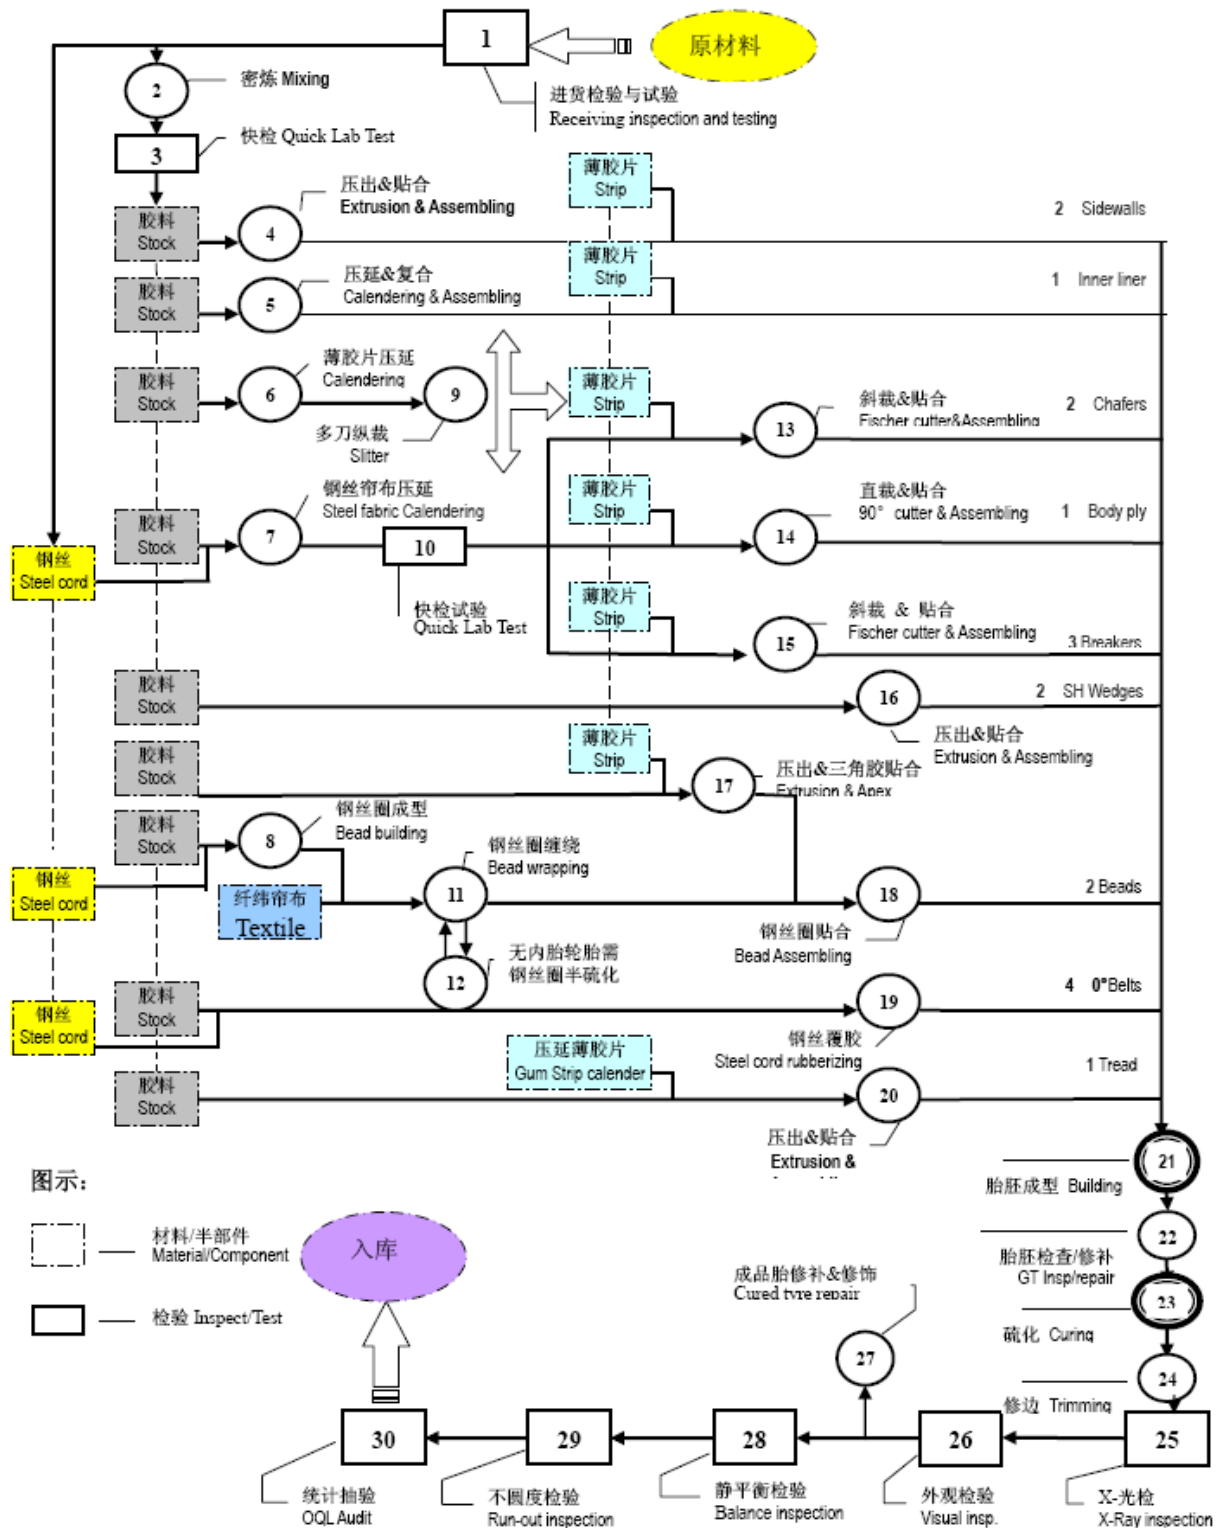 1
原材料
进货检验与试验
Receiving inspection and testing
2
密炼 Mixing
3
快检 Quick Lab Test
胶料
Stock
4
压出&贴合
Extrusion & Assembling
薄胶片
Strip
2 Sidewalls
胶料
Stock
5
压延&复合
Calendering & Assembling
薄胶片
Strip
1 Inner liner
胶料
Stock
6
薄胶片压延
Calendering
9
多刀纵裁
Slitter
薄胶片
Strip
13
斜裁&贴合
Fischer cutter&Assembling
2 Chafers
钢丝
Steel cord
胶料
Stock
7
钢丝帘布压延
Steel fabric Calendering
10
快检试验
Quick Lab Test
薄胶片
Strip
14
直裁&贴合
90° cutter & Assembling
1 Body ply
薄胶片
Strip
15
斜裁 & 贴合
Fischer cutter & Assembling
3 Breakers
胶料
Stock
16
2 SH Wedges
压出&贴合
Extrusion & Assembling
胶料
Stock
薄胶片
Strip
17
压出&三角胶贴合
Extrusion & Apex
钢丝
Steel cord
胶料
Stock
8
钢丝圈成型
Bead building
纤纬帘布
Textile
11
钢丝圈缠绕
Bead wrapping
12
无内胎轮胎需
钢丝圈半硫化
18
钢丝圈贴合
Bead Assembling
2 Beads
钢丝
Steel cord
胶料
Stock
19
钢丝覆胶
Steel cord rubberizing
4 0°Belts
胶料
Stock
压延薄胶片
Gum Strip calender
20
压出&贴合
Extrusion &
1 Tread
21
胎胚成型 Building
22
胎胚检查/修补
GT Insp/repair
23
硫化 Curing
24
修边 Trimming
图示：
材料/半部件
Material/Component
检验 Inspect/Test
入库
成品胎修补&修饰
Cured tyre repair
27
30
29
28
26
25
统计抽验
OQL Audit
不圆度检验
Run-out inspection
静平衡检验
Balance inspection
外观检验
Visual insp.
X-光检
X-Ray inspection